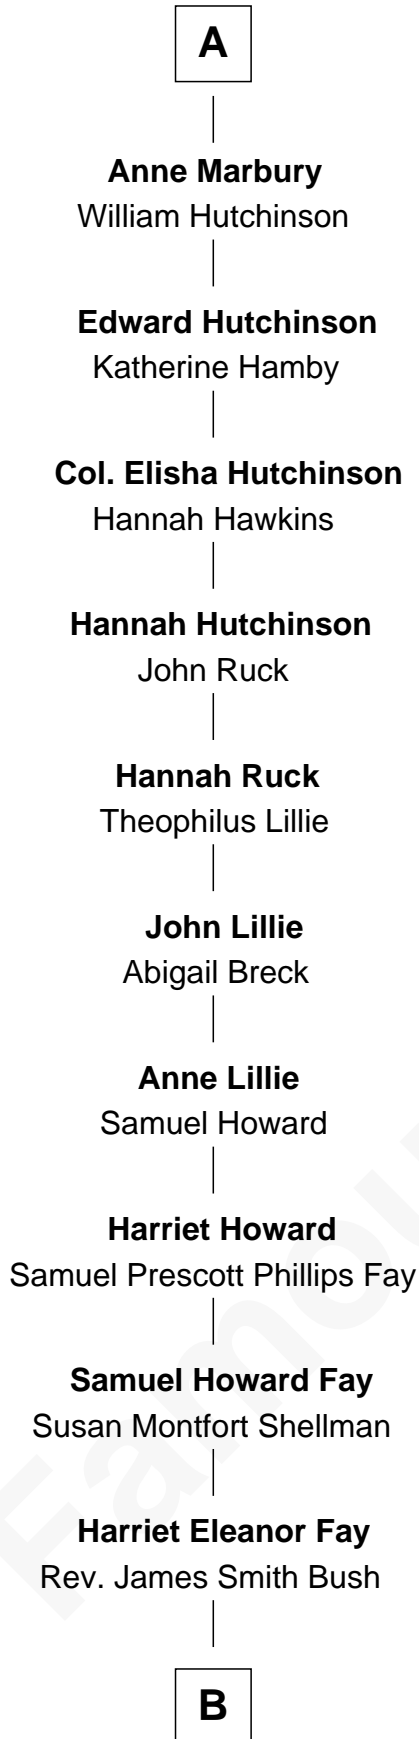 A
Anne Marbury
William Hutchinson
Edward Hutchinson
Katherine Hamby
Col. Elisha Hutchinson
Hannah Hawkins
Hannah Hutchinson
John Ruck
Hannah Ruck
Theophilus Lillie
John Lillie
Abigail Breck
Anne Lillie
Samuel Howard
Harriet Howard
Samuel Prescott Phillips Fay
Samuel Howard Fay
Susan Montfort Shellman
Harriet Eleanor Fay
Rev. James Smith Bush
B
Famou